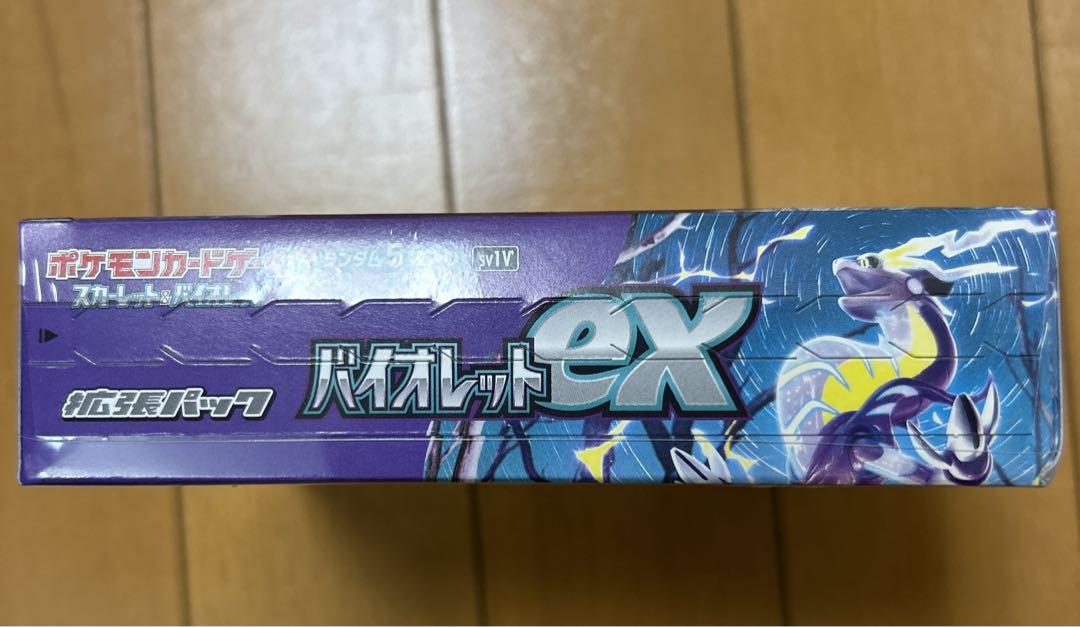 ポケモンカードゲー
ランダム5
sv1V
スカーレット&バイオレ
バイオレットex
拡張パック